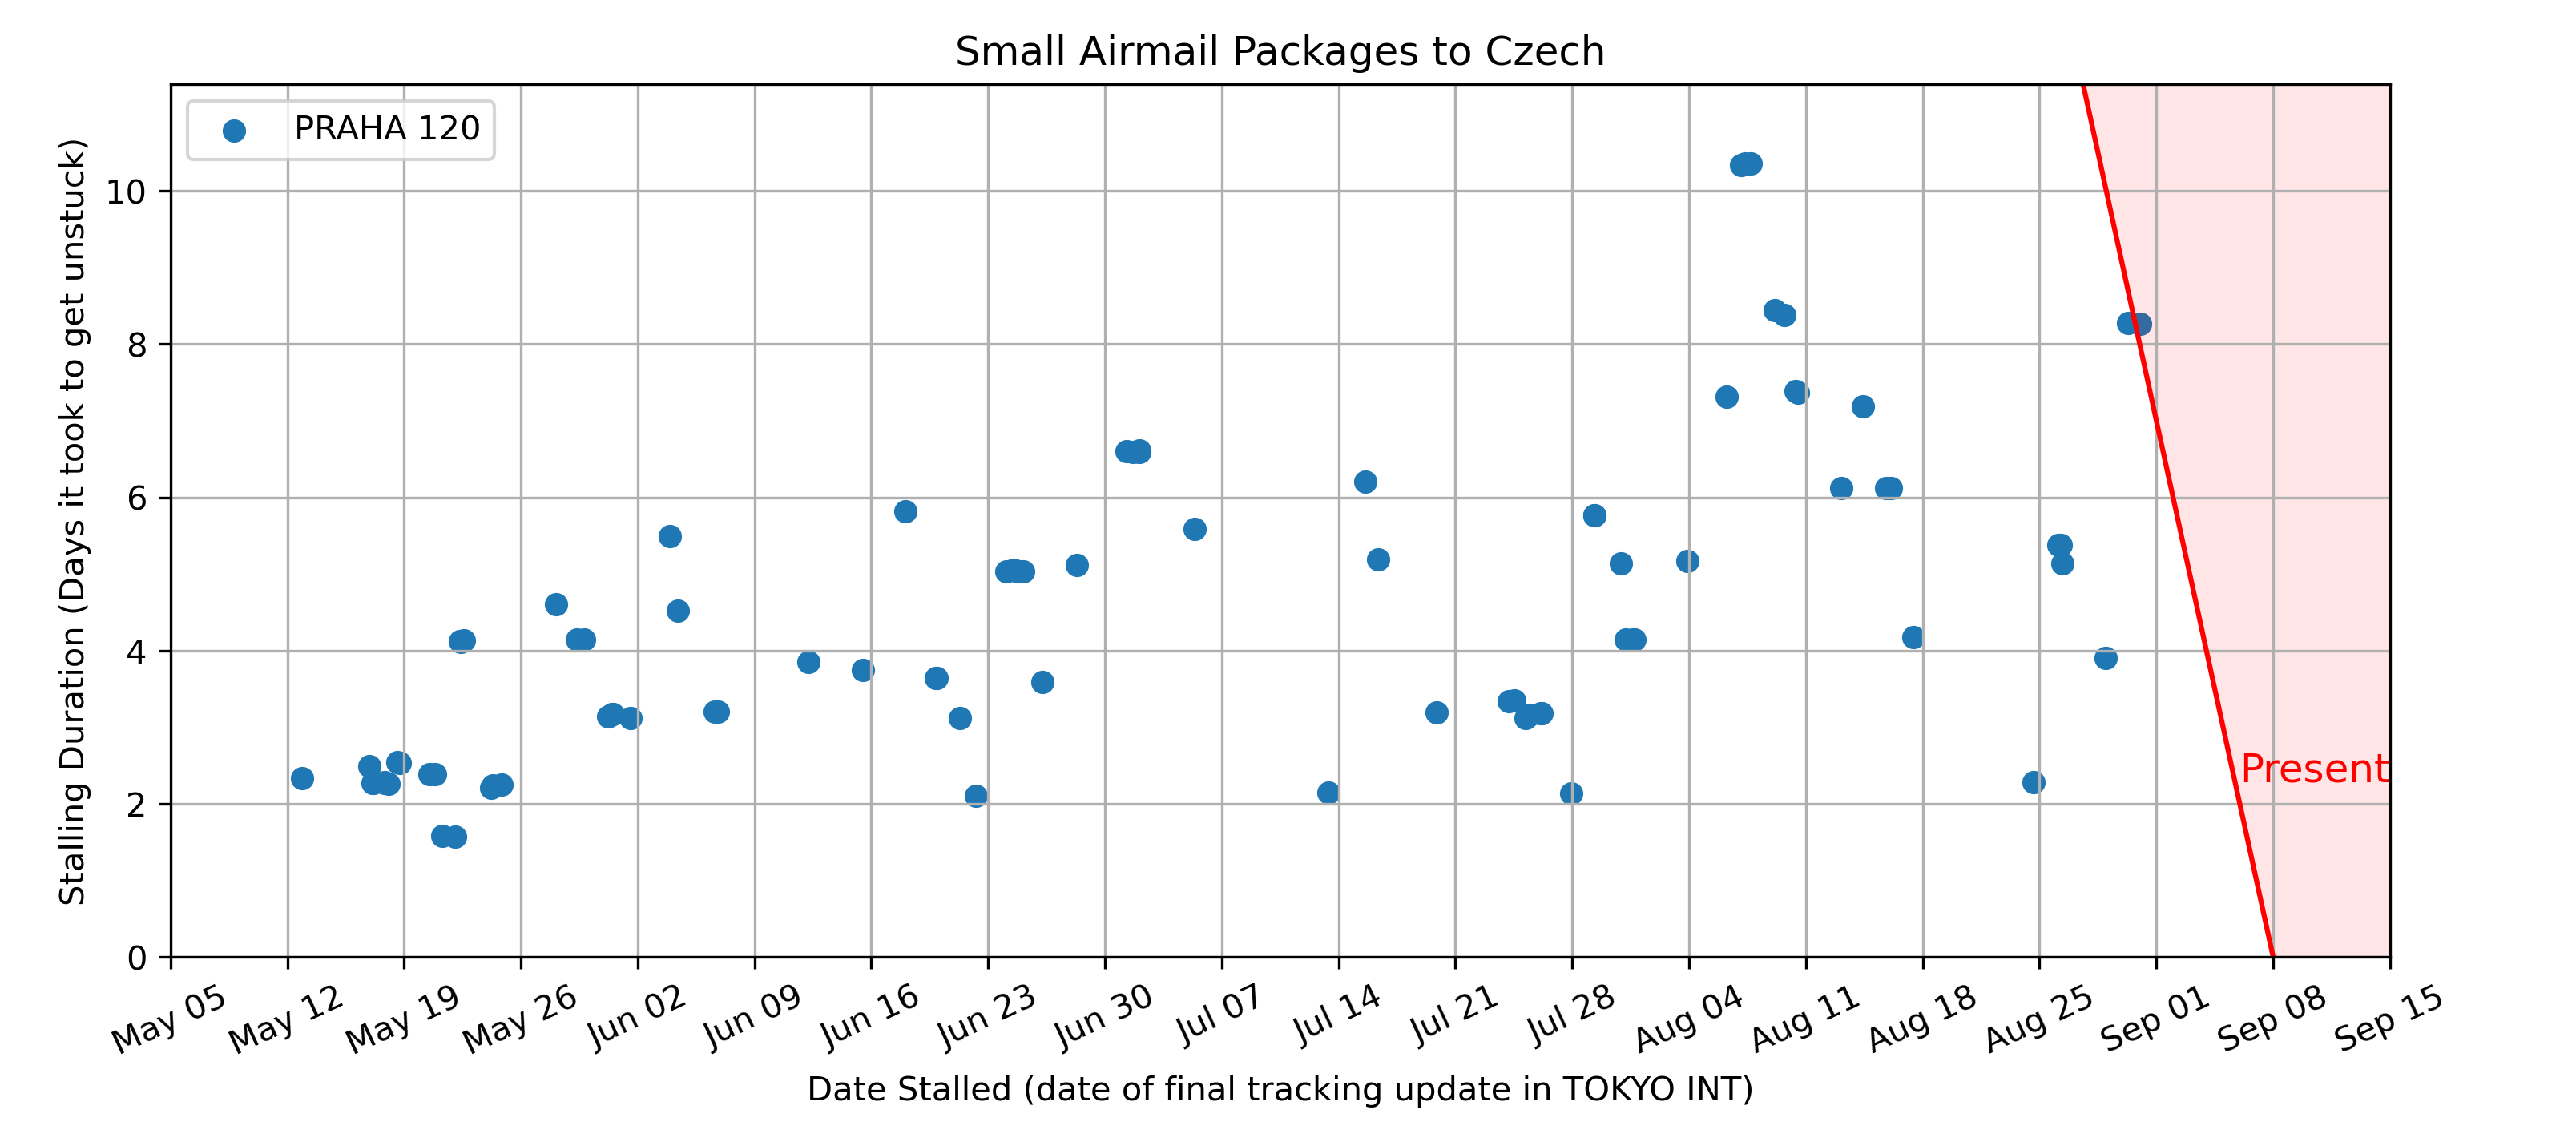 Small Airmail Packages to Czech
PRAHA 120
Stalling Duration (Days it took to get unstuck)
10
8
6
4
2
0
Present
May 05
May 12
May 19
May 26
Jun 02
Jun 09
Jun 16
Jun 23
Jun 30
Jul 07
Jul 14
Jul 21
Jul 28
Aug 04
Aug 11
Aug 18
Aug 25
Sep 01
Sep 08
Sep 15
Date Stalled (date of final tracking update in TOKYO INT)